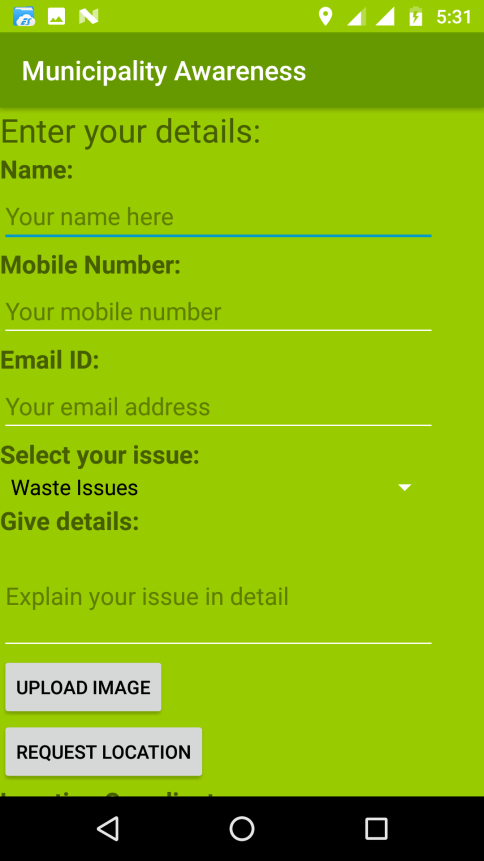 5:31
Municipality Awareness
Enter your details:
Name:
Your name here
Mobile Number:
Your mobile number
Email ID:
Your email address
Select your issue:
Waste Issues
Give details:
Explain your issue in detail
UPLOAD IMAGE
REQUEST LOCATION